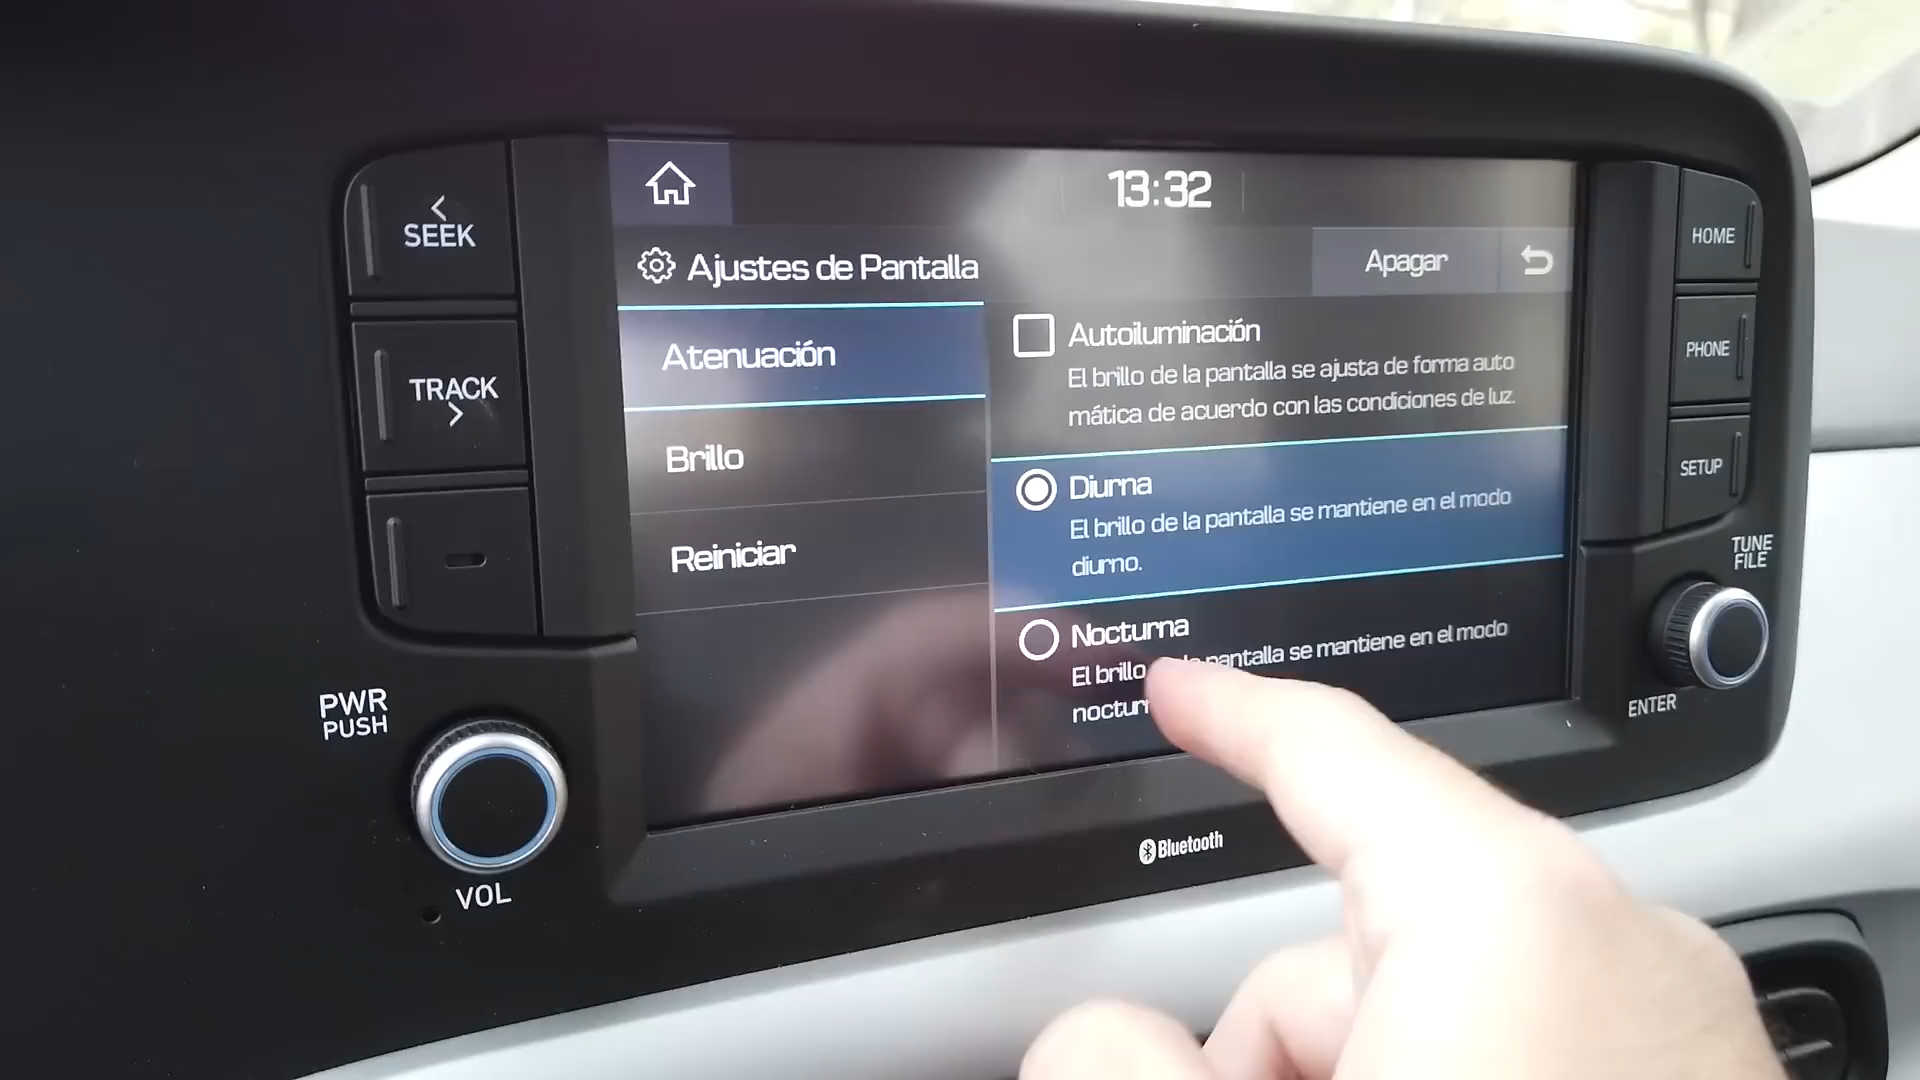 SEEK
TRACK
PWR
PUSH
VOL
13:32
Ajustes de Pantalla
Apagar
Atenuación
Brillo
Reiniciar
Autoiluminación
El brillo de la pantalla se ajusta de forma auto
mática de acuerdo con las condiciones de luz.
Diurna
El brillo de la pantalla se mantiene en el modo
diurno.
Nocturna
El brillo pantalla se mantiene en el modo
Bluetooth
HOME
PHONE
SETUP
TUNE
FILE
ENTER